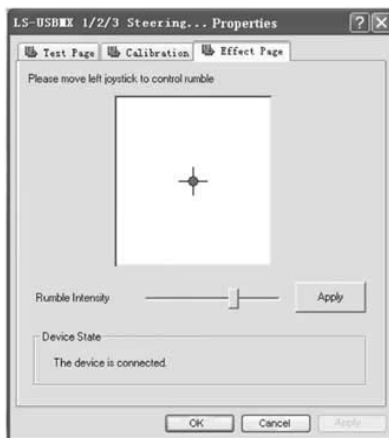 LS-USBMX 1/2/3 Steering... Properties
Test Page Calibration Effect Page
Please move left joystick to control rumble
Rumble Intensity Apply
Device State
The device is connected.
OK Cancel Apply